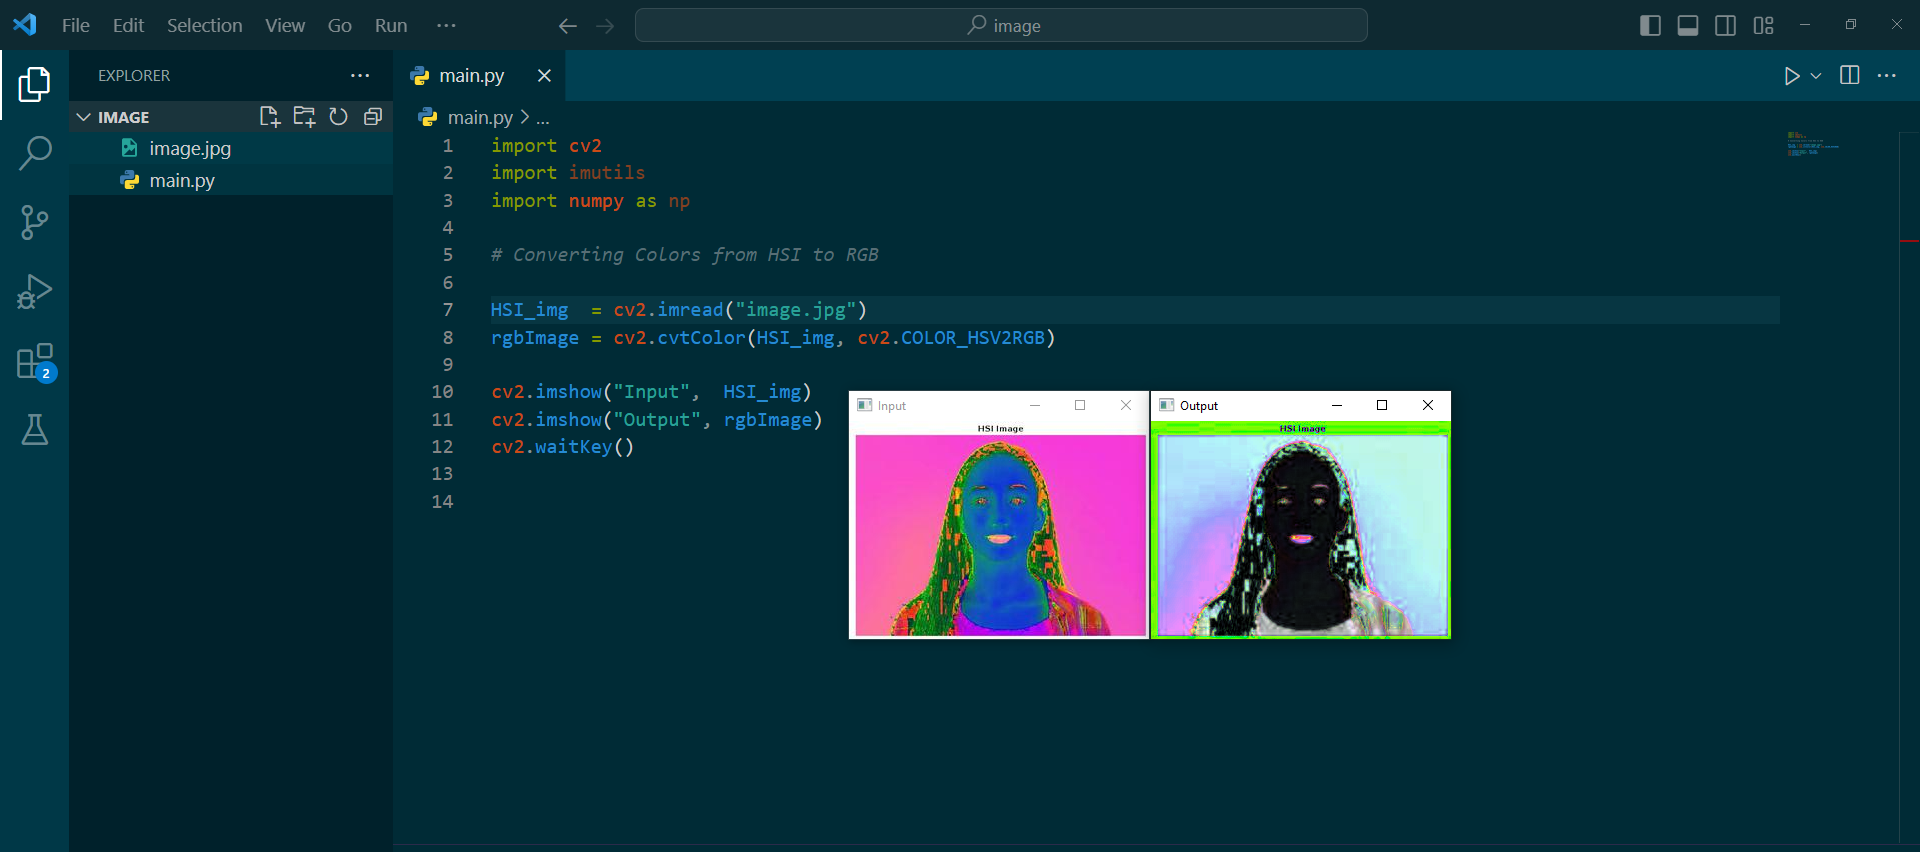 File Edit Selection View Go Run ...
image
EXPLORER ...
IMAGE
image.jpg
main.py
2
main.py
main.py > ...
1 import cv2
2 import imutils
3 import numpy as np
4
5 # Converting Colors from HSI to RGB
6
7 HSI_img  = cv2.imread("image.jpg")
8 rgbImage = cv2.cvtColor(HSI_img, cv2.COLOR_HSV2RGB)
9
10 cv2.imshow("Input",  HSI_img)
11 cv2.imshow("Output", rgbImage)
12 cv2.waitKey()
13
14
Input
HSI Image
Output
HSI Image